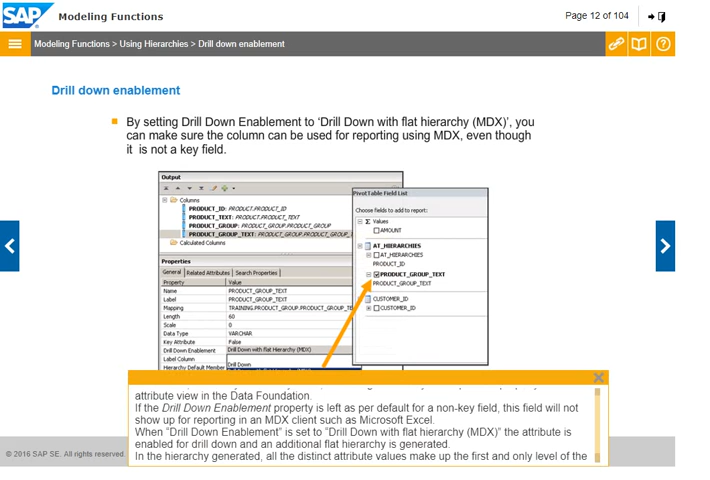 SAP
Modeling Functions
Page 12 of 104
Modeling Functions > Using Hierarchies > Drill down enablement
Drill down enablement
By setting Drill Down Enablement to ‘Drill Down with flat hierarchy (MDX)’, you
can make sure the column can be used for reporting using MDX, even though
it is not a key field.
Output
Columns
PRODUCT_ID: PRODUCT.PRODUCT_ID
PRODUCT_TEXT: PRODUCT.PRODUCT_TEXT
PRODUCT_GROUP: PRODUCT_GROUP.PRODUCT_GROUP
PRODUCT_GROUP_TEXT: PRODUCT_GROUP.PRODUCT_GROUP_
Calculated Columns
Properties
General Related Attributes Search Properties
Property Value
Name PRODUCT_GROUP_TEXT
Label PRODUCT_GROUP_TEXT
Mapping TRAINING.PRODUCT_GROUP.PRODUCT_GROUP_TE
Length 60
Scale 0
Data Type VARCHAR
Key Attribute False
Drill Down Enablement Drill Down with flat Hierarchy (MDX)
Label Column
Hierarchy Default Member
Drill Down
PivotTable Field List
Choose fields to add to report:
Σ Values
AMOUNT
AT_HIERARCHIES
AT_HIERARCHIES
PRODUCT_ID
PRODUCT_GROUP_TEXT
PRODUCT_GROUP_TEXT
CUSTOMER_ID
CUSTOMER_ID
attribute view in the Data Foundation.
If the Drill Down Enablement property is left as per default for a non-key field, this field will not
show up for reporting in an MDX client such as Microsoft Excel.
When “Drill Down Enablement” is set to “Drill Down with flat Hierarchy (MDX)” the attribute is
enabled for drill down and an additional flat hierarchy is generated.
In the hierarchy generated, all the distinct attribute values make up the first and only level of the
© 2016 SAP SE. All rights reserved.